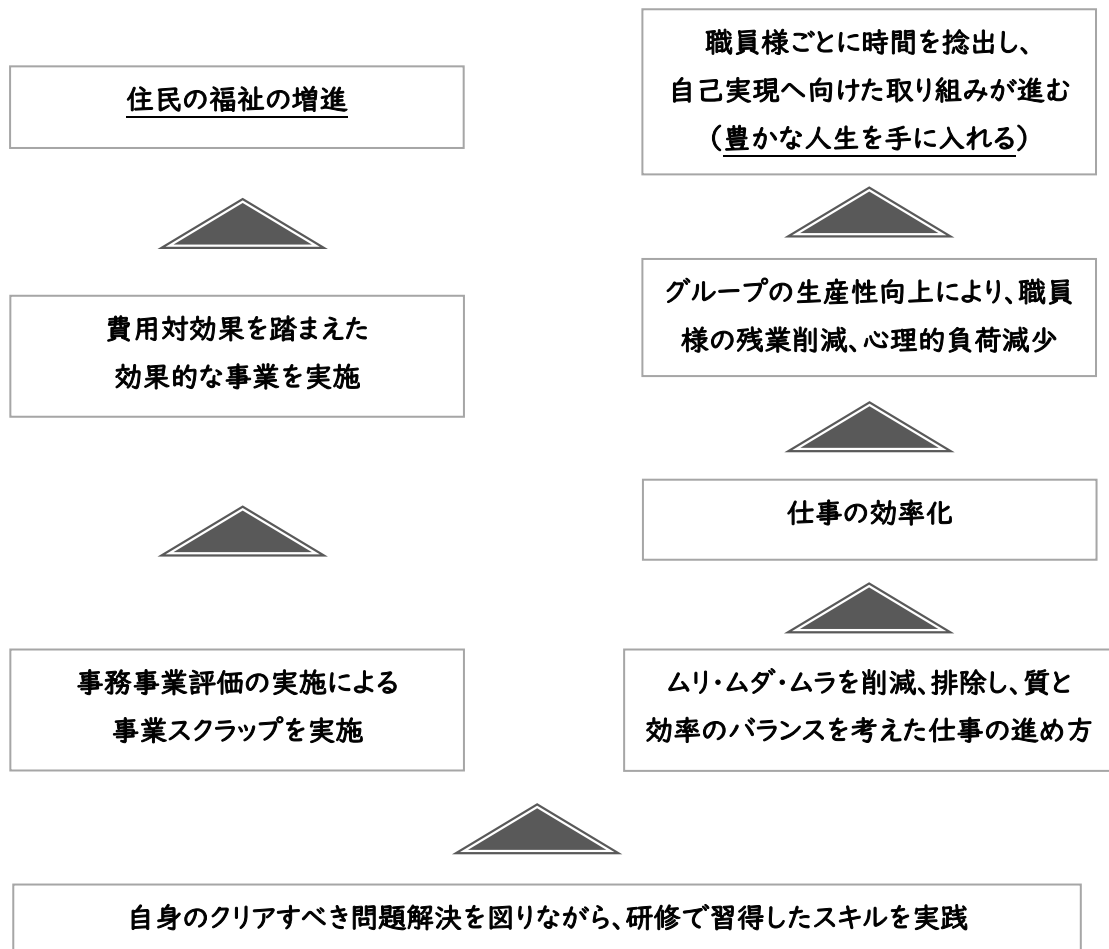 住民の福祉の増進
費用対効果を踏まえた
効果的な事業を実施
事務事業評価の実施による
事業スクラップを実施
職員様ごとに時間を捻出し、
自己実現へ向けた取り組みが進む
(豊かな人生を手に入れる)
グループの生産性向上により、職員
様の残業削減、心理的負荷減少
仕事の効率化
ムリ・ムダ・ムラを削減、排除し、質と
効率のバランスを考えた仕事の進め方
自身のクリアすべき問題解決を図りながら、研修で習得したスキルを実践